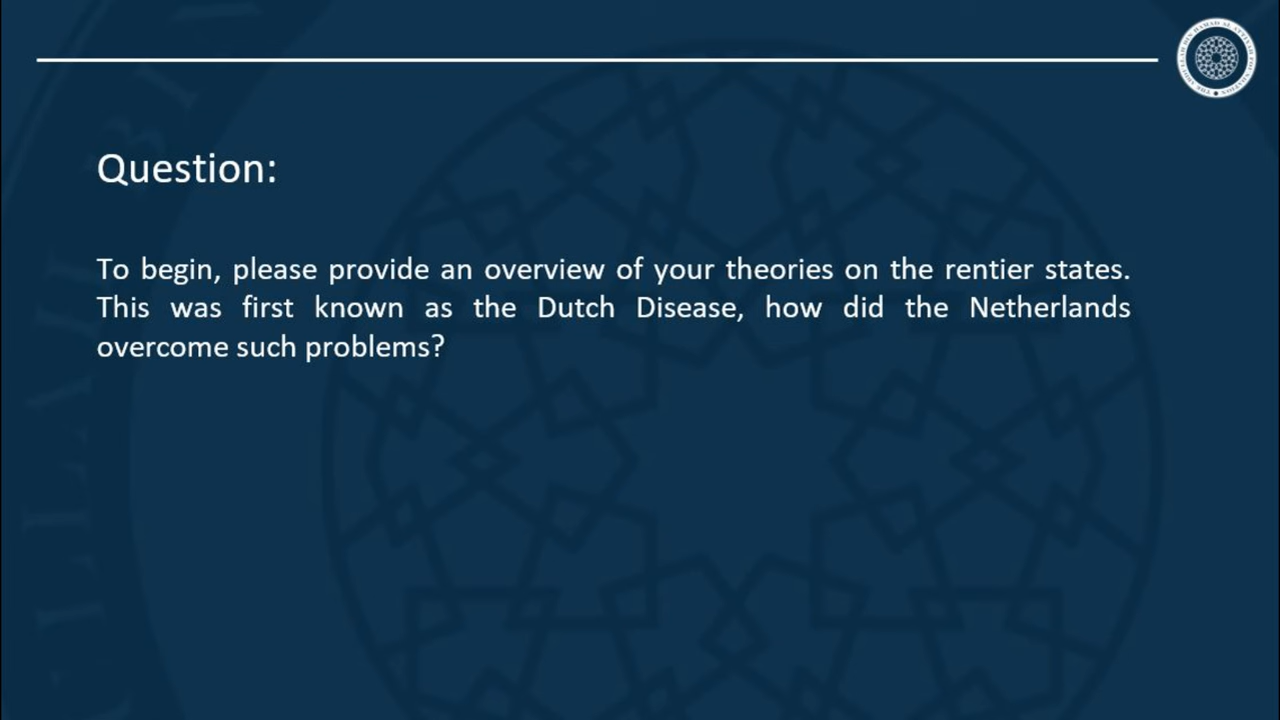 Question:
To begin, please provide an overview of your theories on the rentier states.
This was first known as the Dutch Disease, how did the Netherlands
overcome such problems?